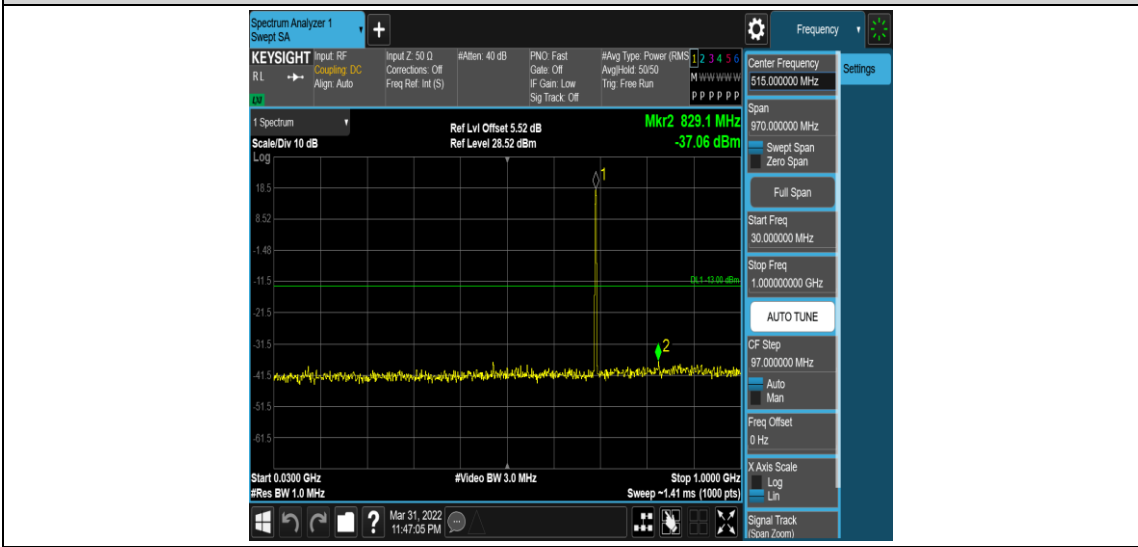 Spectrum Analyzer 1
Swept SA
+
Frequency
KEYSIGHT
R L
LXI
Input: RF
Coupling: DC
Align: Auto
Input Z: 50 Ω
Corrections: Off
Freq Ref: Int (S)
#Atten: 40 dB
PNO: Fast
Gate: Off
IF Gain: Low
Sig Track: Off
#Avg Type: Power (RMS
Avg|Hold: 50/50
Trig: Free Run
1 2 3 4 5 6
M W W W W W
P P P P P P
1 Spectrum
Scale/Div 10 dB
Log
Ref Lvl Offset 5.52 dB
Ref Level 28.52 dBm
Mkr2 829.1 MHz
-37.06 dBm
1
18.5
8.52
-1.48
-11.5
DL1 -13.00 dBm
-21.5
-31.5
2
-41.5
-51.5
-61.5
Start 0.0300 GHz
#Video BW 3.0 MHz
Stop 1.0000 GHz
#Res BW 1.0 MHz
Sweep ~1.41 ms (1000 pts)
?
Mar 31, 2022
11:47:05 PM
Center Frequency
515.000000 MHz
Settings
Span
970.000000 MHz
Swept Span
Zero Span
Full Span
Start Freq
30.000000 MHz
Stop Freq
1.000000000 GHz
AUTO TUNE
CF Step
97.000000 MHz
Auto
Man
Freq Offset
0 Hz
X Axis Scale
Log
Lin
Signal Track
(Span Zoom)